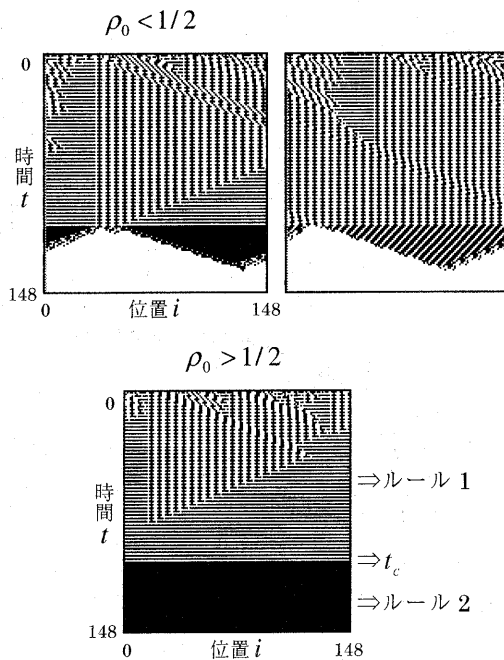 ρ₀ < 1/2
0
時間 t
148
0 位置 i 148
ρ₀ > 1/2
0
時間 t
148
0 位置 i 148
⇒ルール 1
⇒t_c
⇒ルール 2